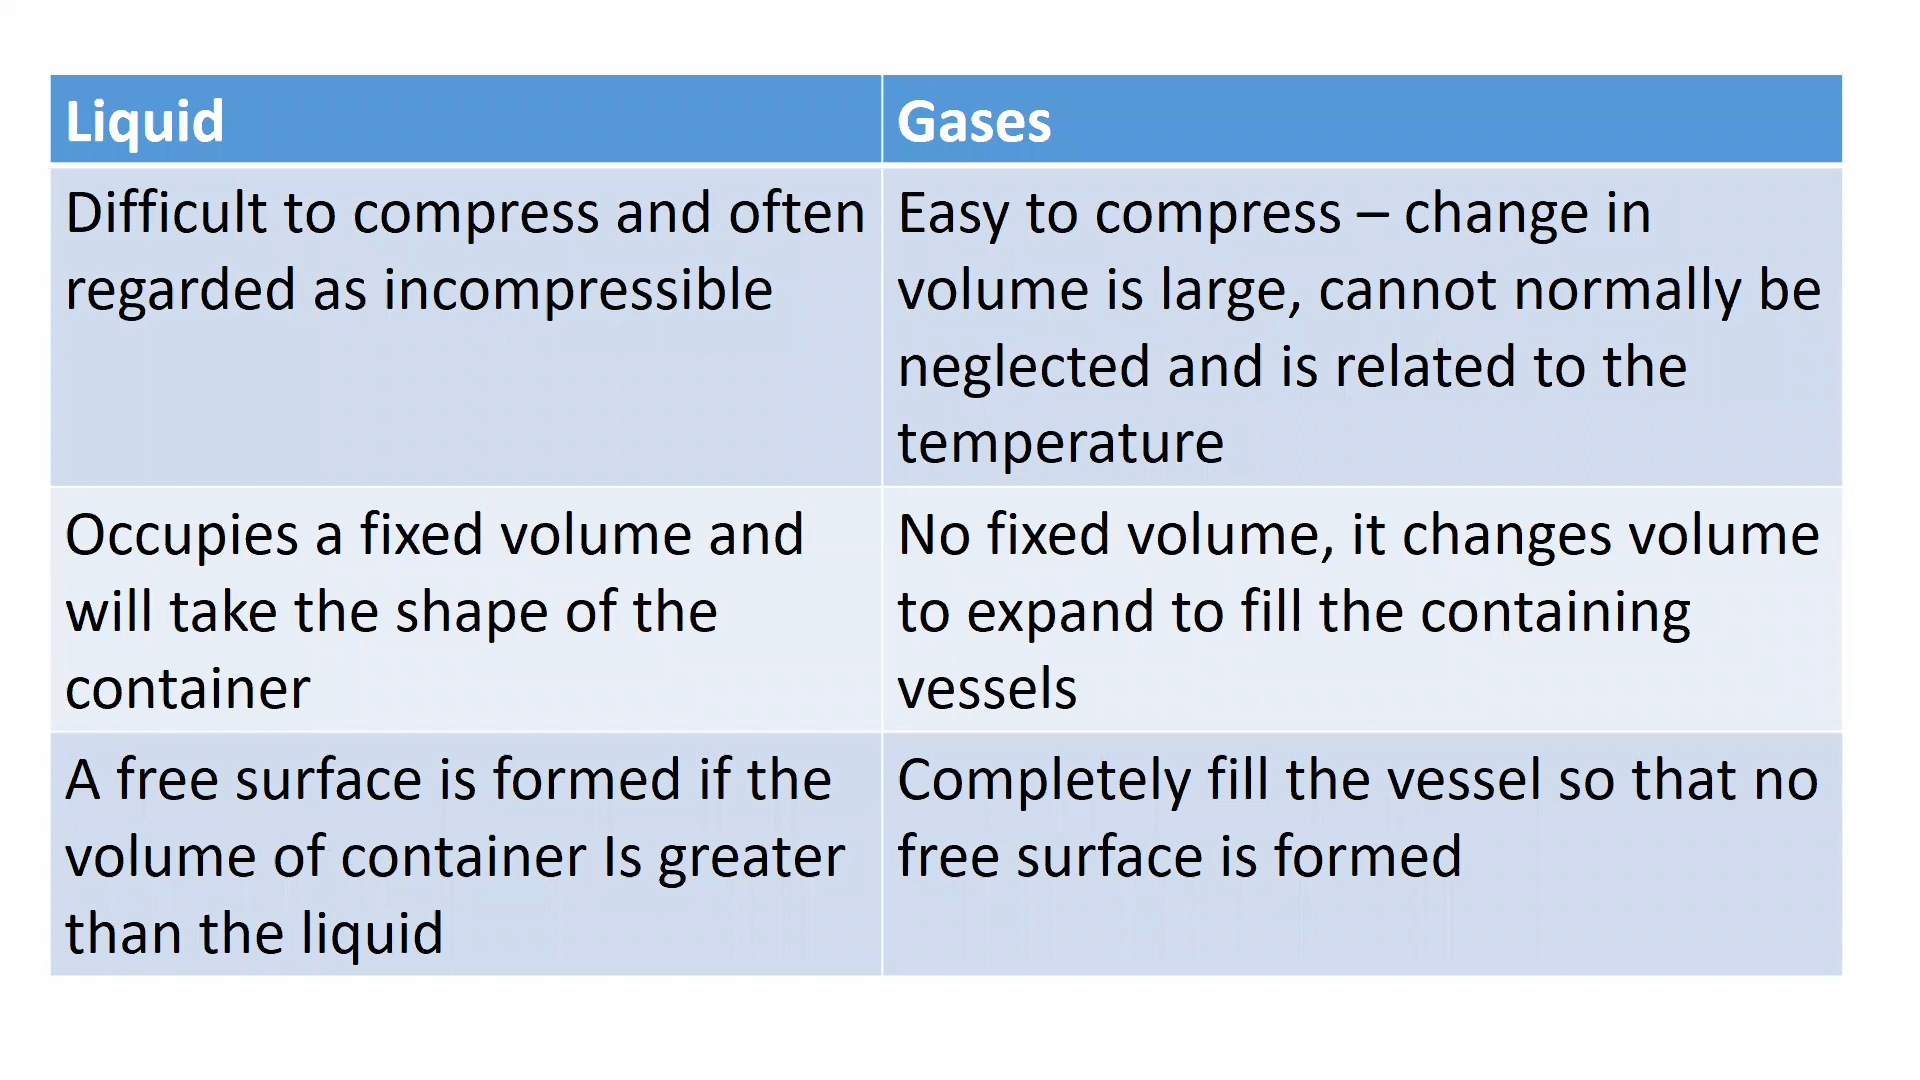 Liquid
Gases
Difficult to compress and often
regarded as incompressible
Easy to compress – change in
volume is large, cannot normally be
neglected and is related to the
temperature
Occupies a fixed volume and
will take the shape of the
container
No fixed volume, it changes volume
to expand to fill the containing
vessels
A free surface is formed if the
volume of container Is greater
than the liquid
Completely fill the vessel so that no
free surface is formed